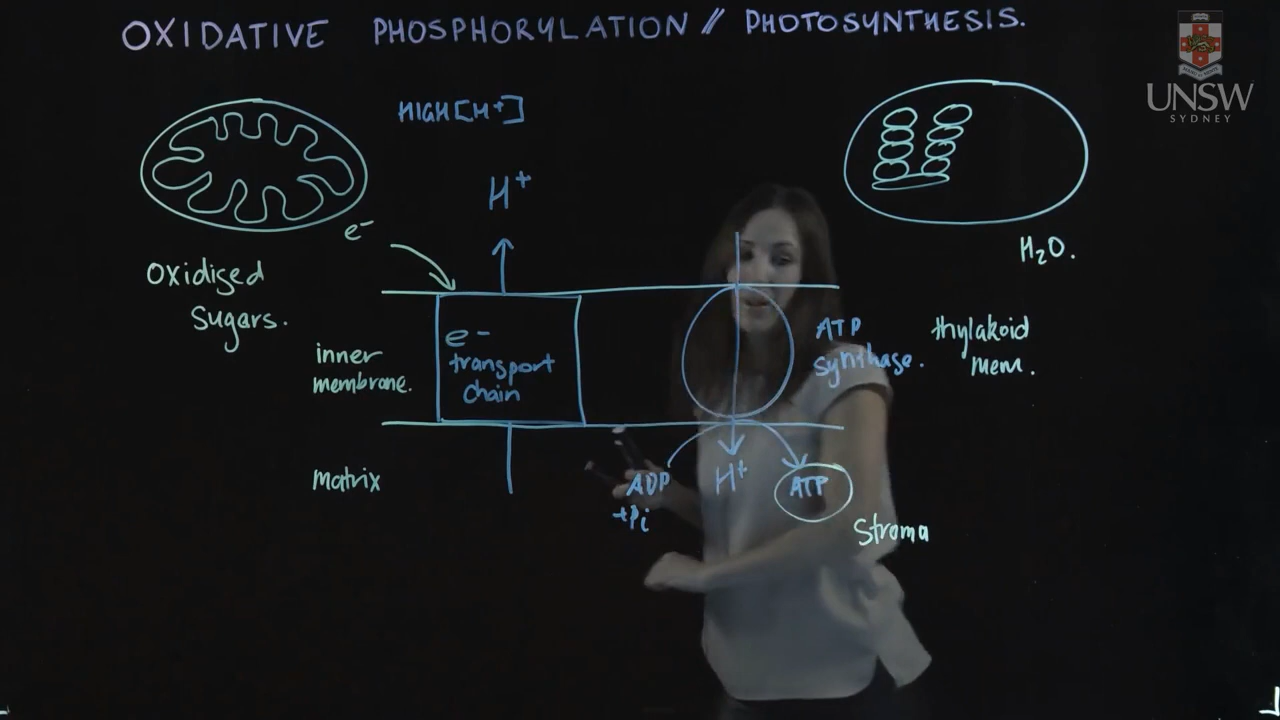 OXIDATIVE PHOSPHORYLATION // PHOTOSYNTHESIS.
UNSW
SYDNEY
HIGH [H+]
H+
e-
Oxidised
sugars.
H2O.
inner
membrane.
e-
transport
chain
ATP
synthase.
thylakoid
mem.
matrix
ADP
+Pi
H+
ATP
Stroma